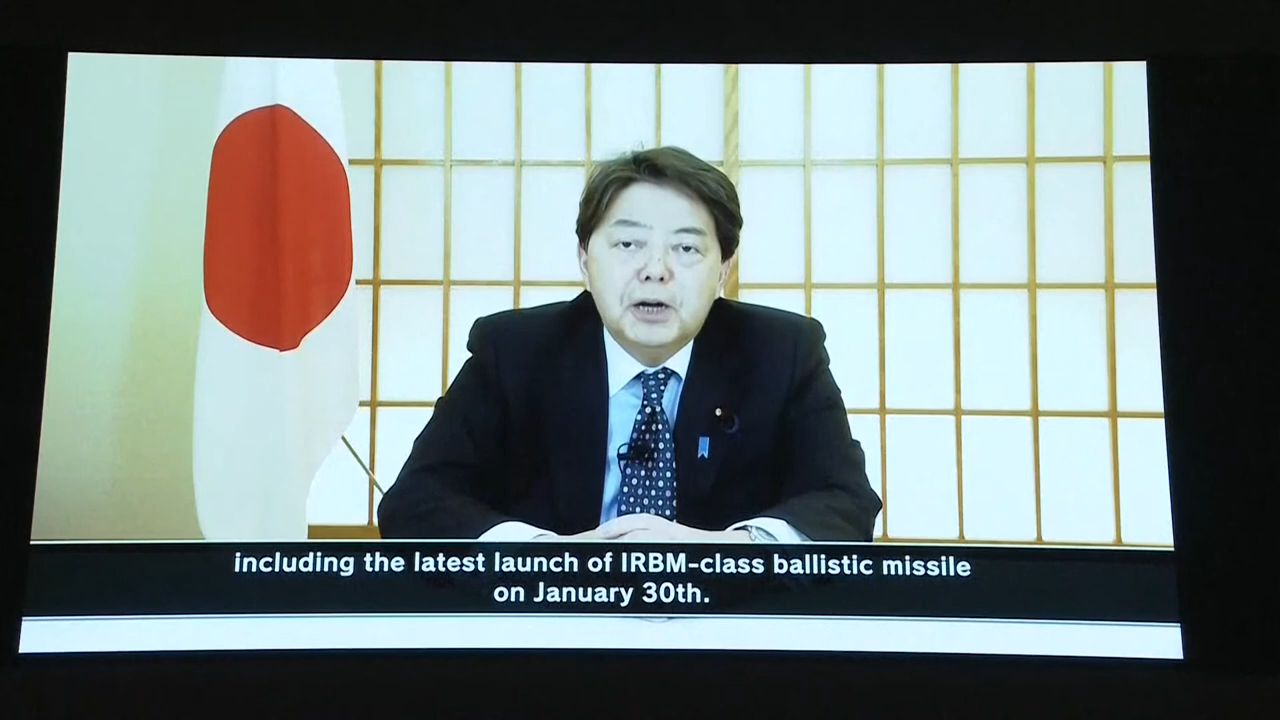 including the latest launch of IRBM-class ballistic missile
on January 30th.